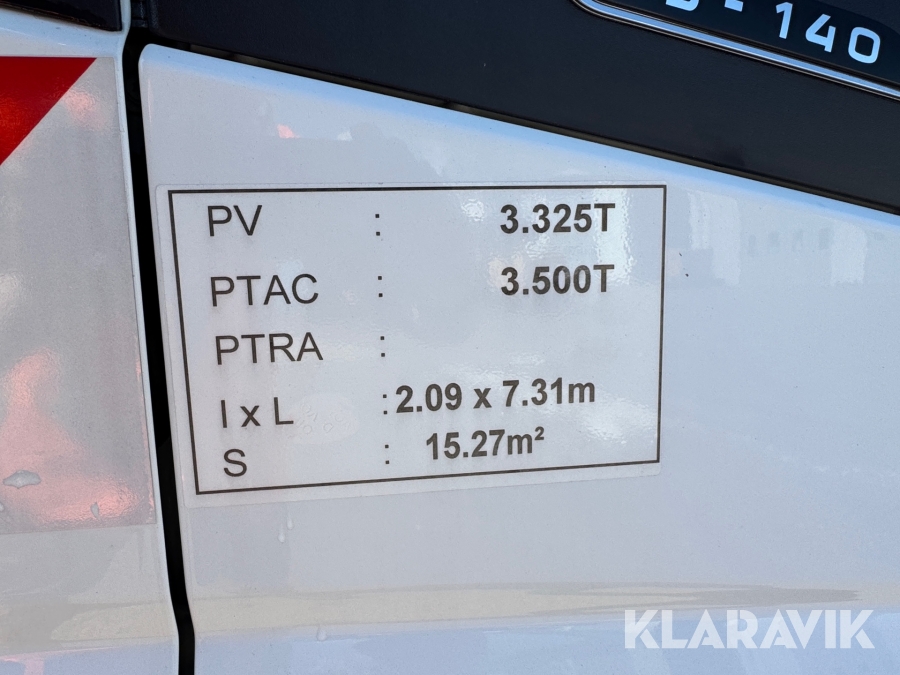 - 140
PV : 3.325T
PTAC : 3.500T
PTRA :
l x L : 2.09 x 7.31m
S : 15.27m²
KLARAVIK